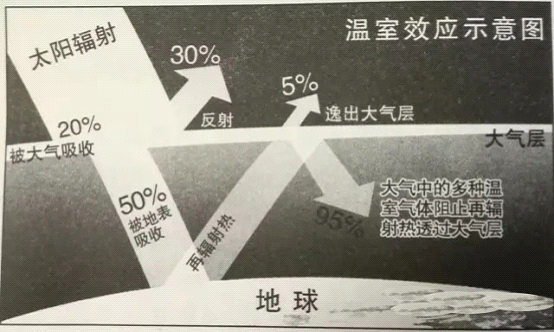 温室效应示意图
太阳辐射
30%
5%
反射
逸出大气层
20%
被大气吸收
大气层
50%
被地表
吸收
再辐射热
95%
大气中的多种温
室气体阻止再辐
射热透过大气层
地球